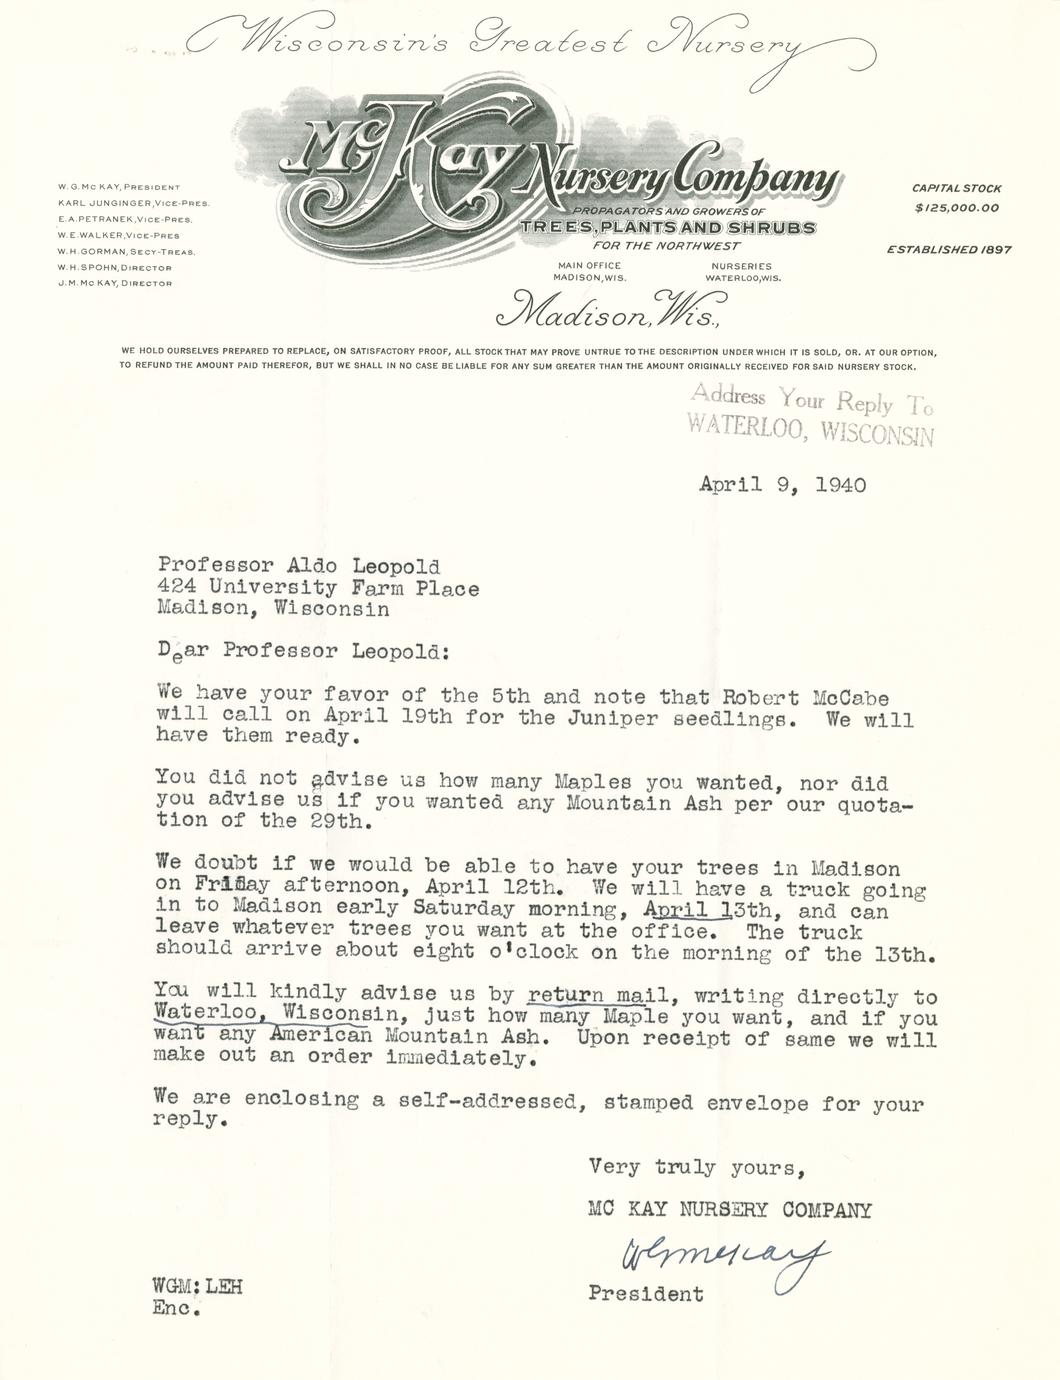 Wisconsin's Greatest Nursery
McKay Nursery Company
PROPAGATORS AND GROWERS OF
TREES, PLANTS AND SHRUBS
FOR THE NORTHWEST
MAIN OFFICE
MADISON, WIS.
NURSERIES
WATERLOO, WIS.
W. G. Mc KAY, PRESIDENT
KARL JUNGINGER, VICE-PRES.
E. A. PETRANEK, VICE-PRES.
W. E. WALKER, VICE-PRES
W. H. GORMAN, SECY-TREAS.
W. H. SPOHN, DIRECTOR
J. M. Mc KAY, DIRECTOR
CAPITAL STOCK
$125,000.00
ESTABLISHED 1897
Madison, Wis.,
WE HOLD OURSELVES PREPARED TO REPLACE, ON SATISFACTORY PROOF, ALL STOCK THAT MAY PROVE UNTRUE TO THE DESCRIPTION UNDER WHICH IT IS SOLD, OR. AT OUR OPTION,
TO REFUND THE AMOUNT PAID THEREFOR, BUT WE SHALL IN NO CASE BE LIABLE FOR ANY SUM GREATER THAN THE AMOUNT ORIGINALLY RECEIVED FOR SAID NURSERY STOCK.
Address Your Reply To
WATERLOO, WISCONSIN
April 9, 1940
Professor Aldo Leopold
424 University Farm Place
Madison, Wisconsin
Dear Professor Leopold:
We have your favor of the 5th and note that Robert McCabe
will call on April 19th for the Juniper seedlings. We will
have them ready.
You did not advise us how many Maples you wanted, nor did
you advise us if you wanted any Mountain Ash per our quota-
tion of the 29th.
We doubt if we would be able to have your trees in Madison
on Friday afternoon, April 12th. We will have a truck going
in to Madison early Saturday morning, April 13th, and can
leave whatever trees you want at the office. The truck
should arrive about eight o'clock on the morning of the 13th.
You will kindly advise us by return mail, writing directly to
Waterloo, Wisconsin, just how many Maple you want, and if you
want any American Mountain Ash. Upon receipt of same we will
make out an order immediately.
We are enclosing a self-addressed, stamped envelope for your
reply.
Very truly yours,
MC KAY NURSERY COMPANY
WGMcKay
President
WGM:LEH
Enc.